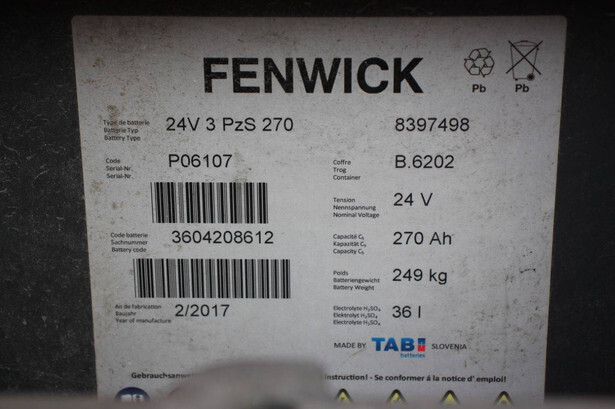 FENWICK
Pb Pb
Type de batterie
Batterie Typ
Battery Type
24V 3 PzS 270
8397498
Code
Serial-Nr.
Serial-Nr.
P06107
Coffre
Trog
Container
B.6202
Tension
Nennspannung
Nominal Voltage
24 V
Code batterie
Sachnummer
Battery code
3604208612
Capacité C₅
Kapazität C₅
Capacity C₅
270 Ah
Poids
Batteriengewicht
Battery Weight
249 kg
An de fabrication
Baujahr
Year of manufacture
2/2017
Electrolyte H₂SO₄
Elektrolyt H₂SO₄
Electrolyte H₂SO₄
36 l
MADE BY TAB batteries SLOVENIA
instruction! - Se conformer á la notice d' emploi!